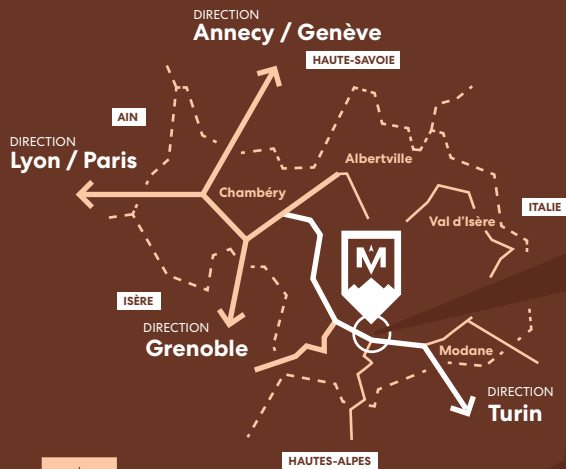 DIRECTION
Annecy / Genève
HAUTE-SAVOIE
AIN
DIRECTION
Lyon / Paris
Albertville
Chambéry
ITALIE
Val d'Isère
M
ISÈRE
DIRECTION
Grenoble
Modane
DIRECTION
Turin
HAUTES-ALPES